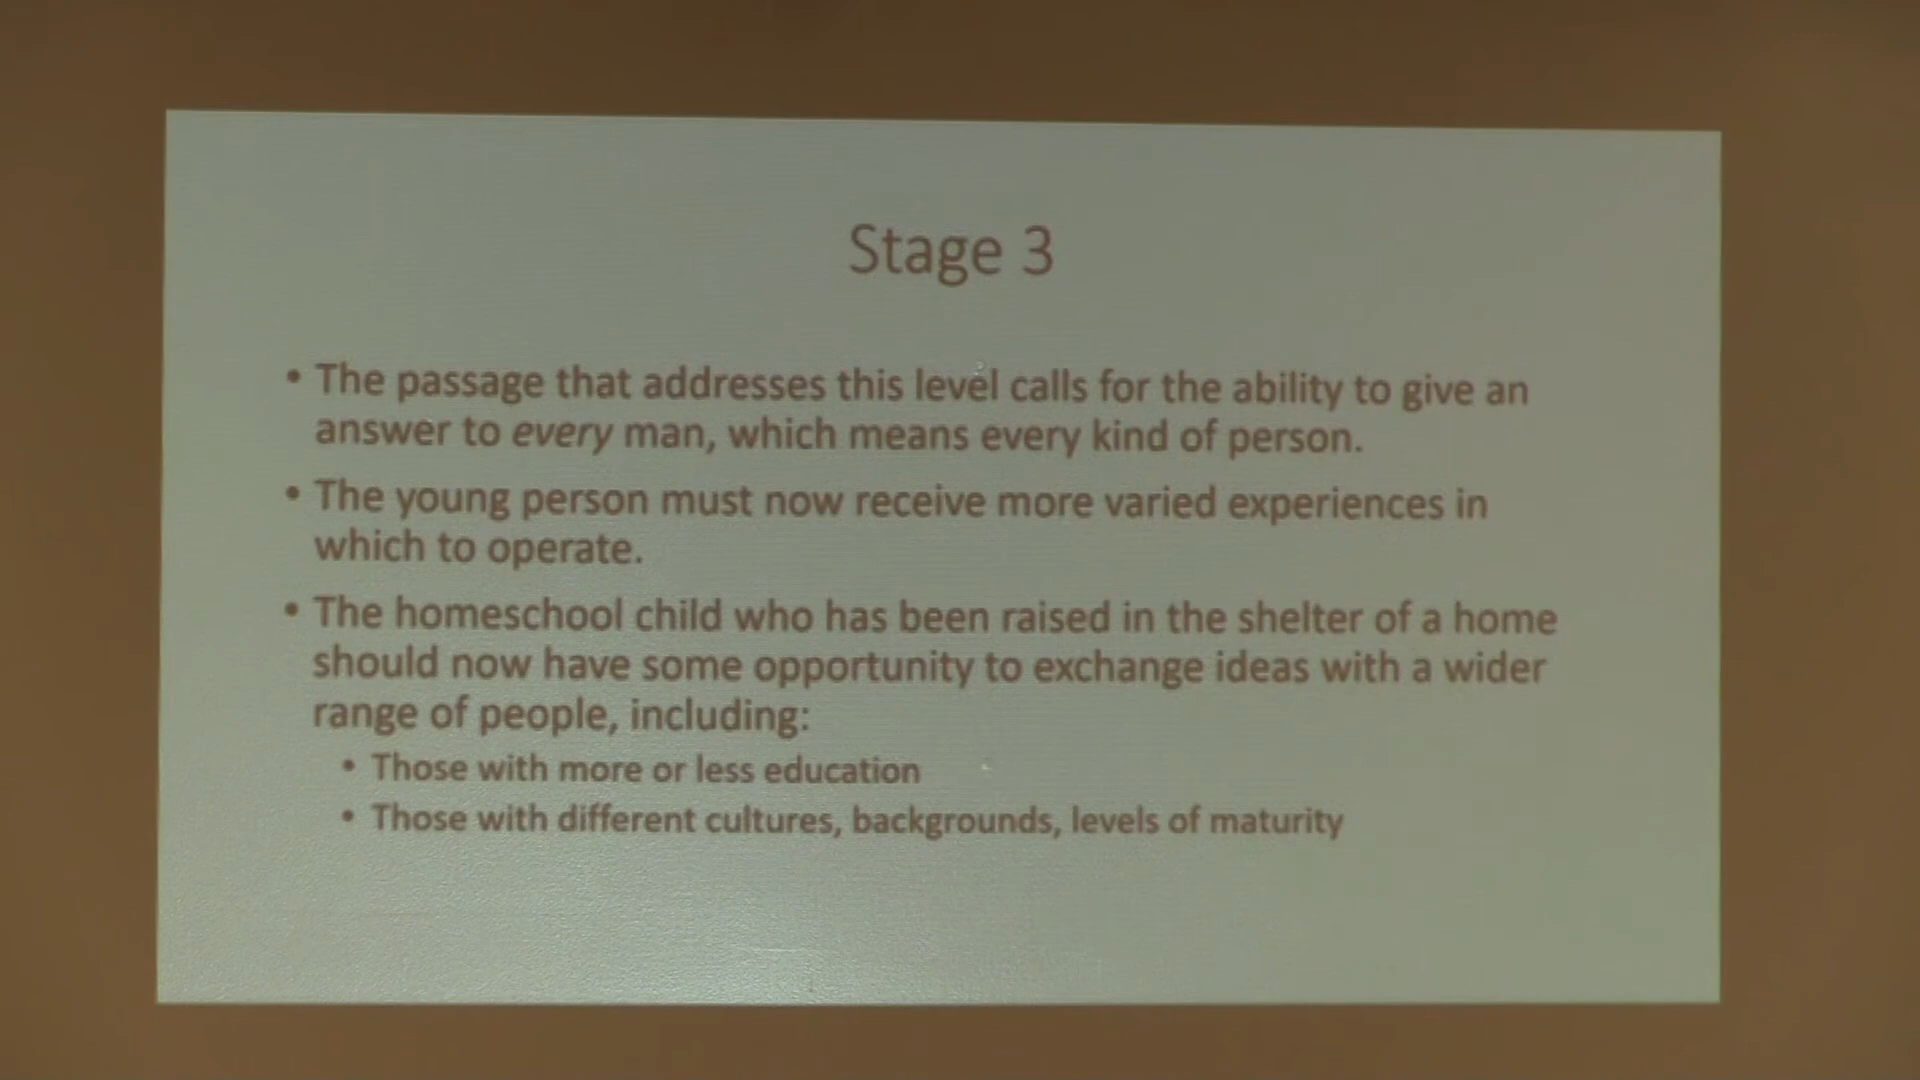 Stage 3
• The passage that addresses this level calls for the ability to give an
answer to every man, which means every kind of person.
• The young person must now receive more varied experiences in
which to operate.
• The homeschool child who has been raised in the shelter of a home
should now have some opportunity to exchange ideas with a wider
range of people, including:
• Those with more or less education
• Those with different cultures, backgrounds, levels of maturity